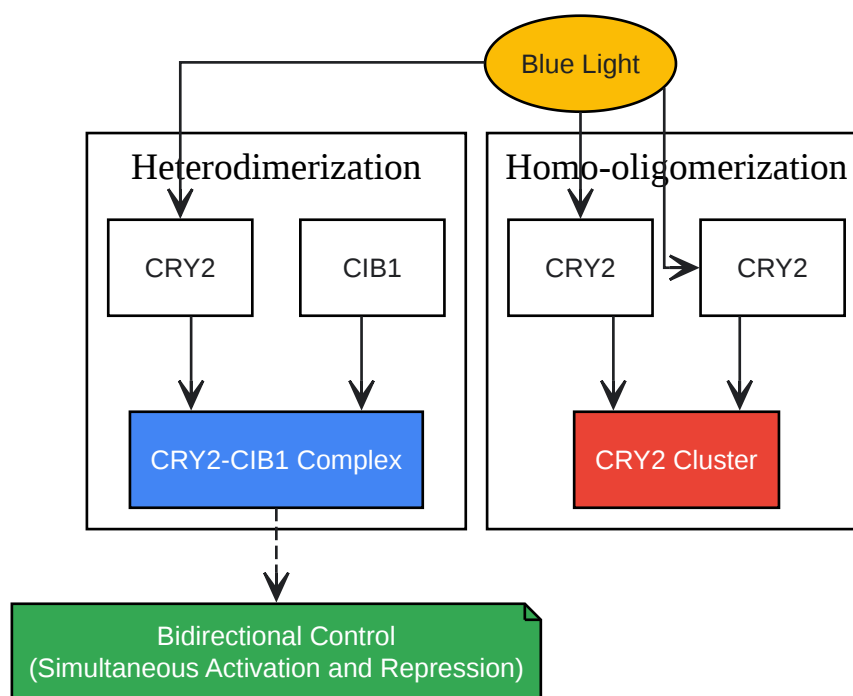 Blue Light
Heterodimerization
Homo-oligomerization
CRY2
CIB1
CRY2
CRY2
CRY2-CIB1 Complex
CRY2 Cluster
Bidirectional Control
(Simultaneous Activation and Repression)